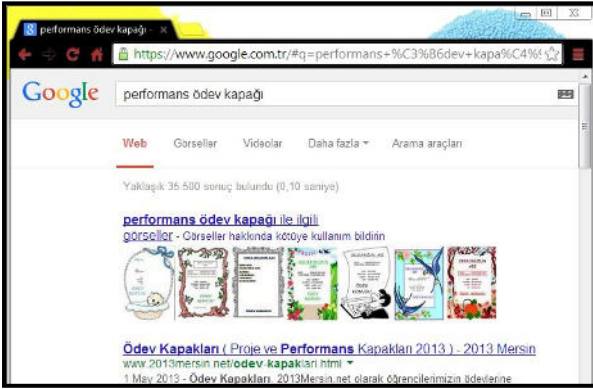 performans ödev kapağı -
https://www.google.com.tr/#q=performans+%C3%B6dev+kapa%C4%9
Google
performans ödev kapağı
Web Görseller Videolar Daha fazla Arama araçları
Yaklaşık 35.500 sonuç bulundu (0,10 saniye)
performans ödev kapağı ile ilgili
görseller - Görseller hakkında kötüye kullanım bildirin
ÖDEV
KONUSU
Ödev Kapakları ( Proje ve Performans Kapakları 2013 ) - 2013 Mersin
www.2013mersin.net/odev-kapaklari.html
1 May 2013 - Ödev Kapakları. 2013Mersin.net olarak öğrencilerimizin ödevlerine